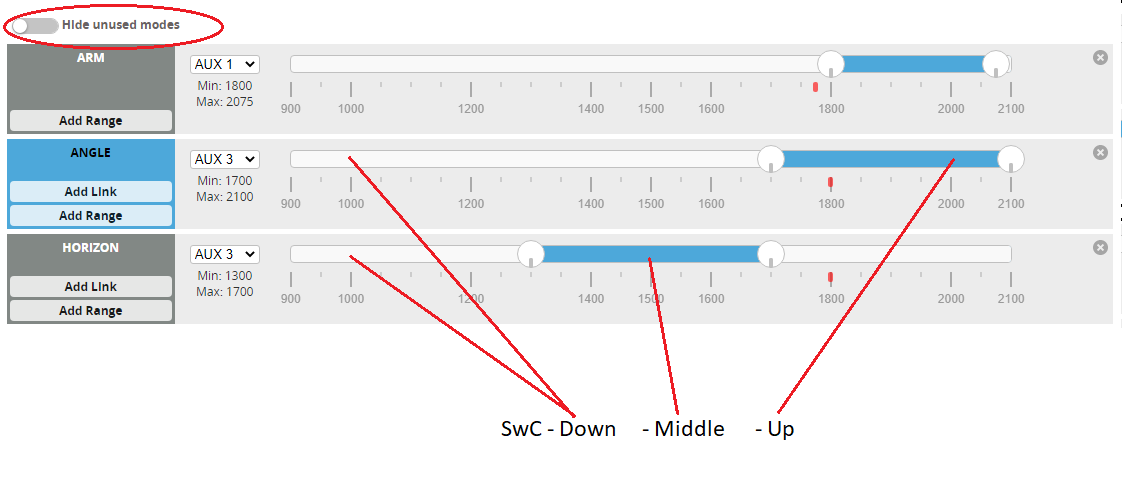 Hide unused modes
ARM
AUX 1
Min: 1800
Max: 2075
Add Range
900 1000 1200 1400 1500 1600 1800 2000 2100
ANGLE
AUX 3
Min: 1700
Max: 2100
Add Link
Add Range
900 1000 1200 1400 1500 1600 1800 2000 2100
HORIZON
AUX 3
Min: 1300
Max: 1700
Add Link
Add Range
900 1000 1200 1400 1500 1600 1800 2000 2100
SwC - Down - Middle - Up